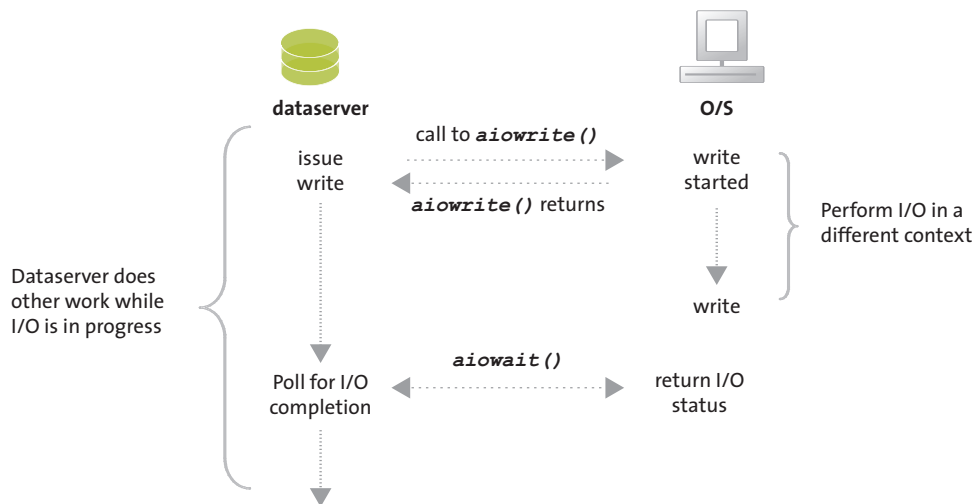 dataserver
O/S
call to aiowrite()
issue
write
write
started
aiowrite() returns
Perform I/O in a
different context
Dataserver does
other work while
I/O is in progress
write
aiowait()
Poll for I/O
completion
return I/O
status